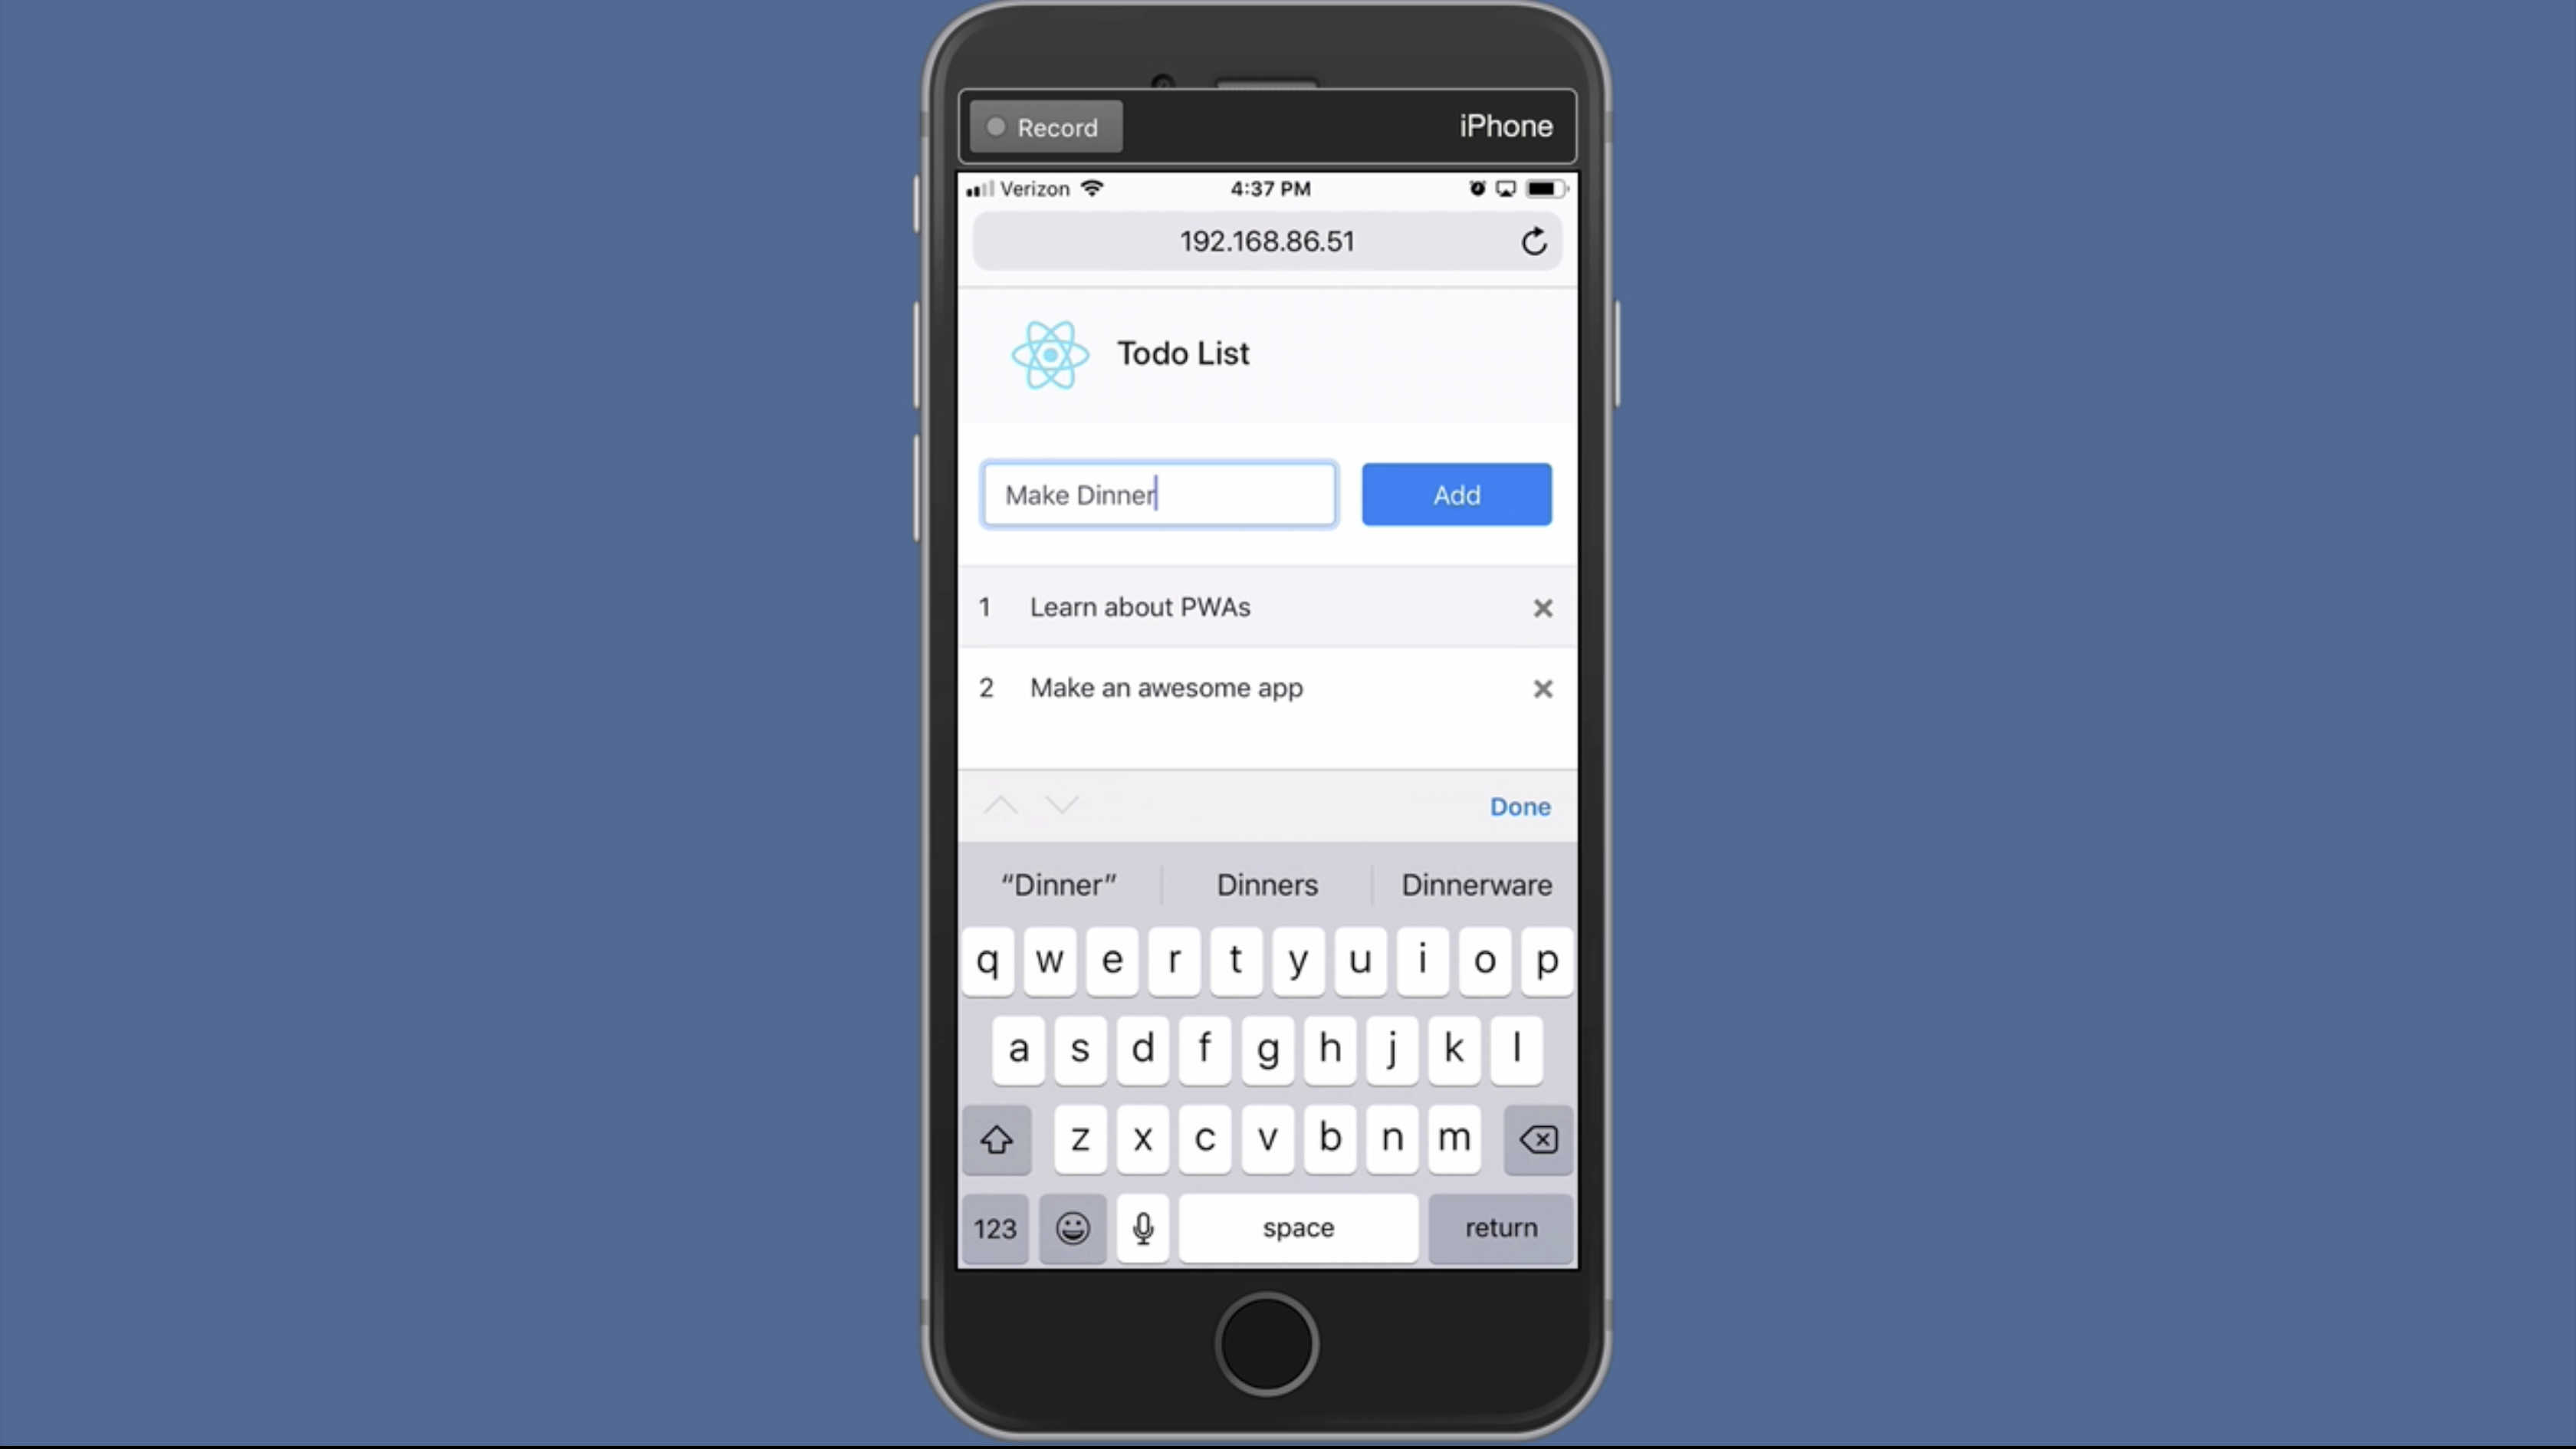 Record iPhone
Verizon 4:37 PM
192.168.86.51
Todo List
Make Dinner Add
1 Learn about PWAs ×
2 Make an awesome app ×
Done
“Dinner” Dinners Dinnerware
q w e r t y u i o p
a s d f g h j k l
z x c v b n m
123 space return